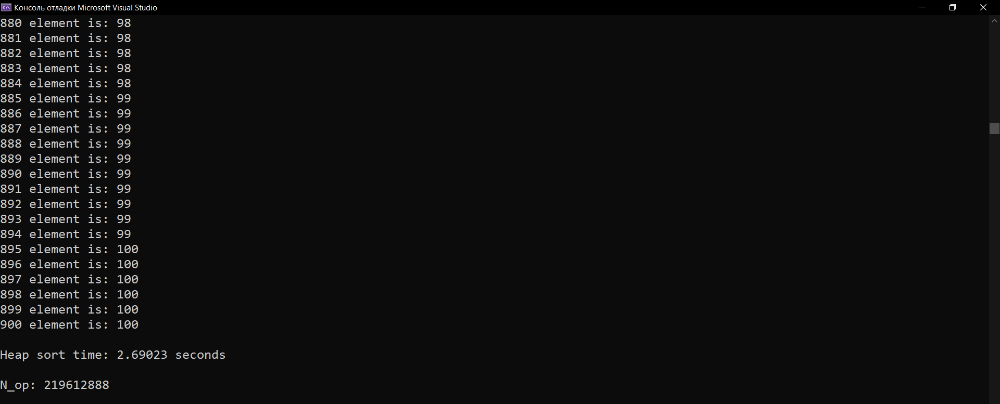 Консоль отладки Microsoft Visual Studio
880 element is: 98
881 element is: 98
882 element is: 98
883 element is: 98
884 element is: 98
885 element is: 99
886 element is: 99
887 element is: 99
888 element is: 99
889 element is: 99
890 element is: 99
891 element is: 99
892 element is: 99
893 element is: 99
894 element is: 99
895 element is: 100
896 element is: 100
897 element is: 100
898 element is: 100
899 element is: 100
900 element is: 100
Heap sort time: 2.69023 seconds
N_op: 219612888